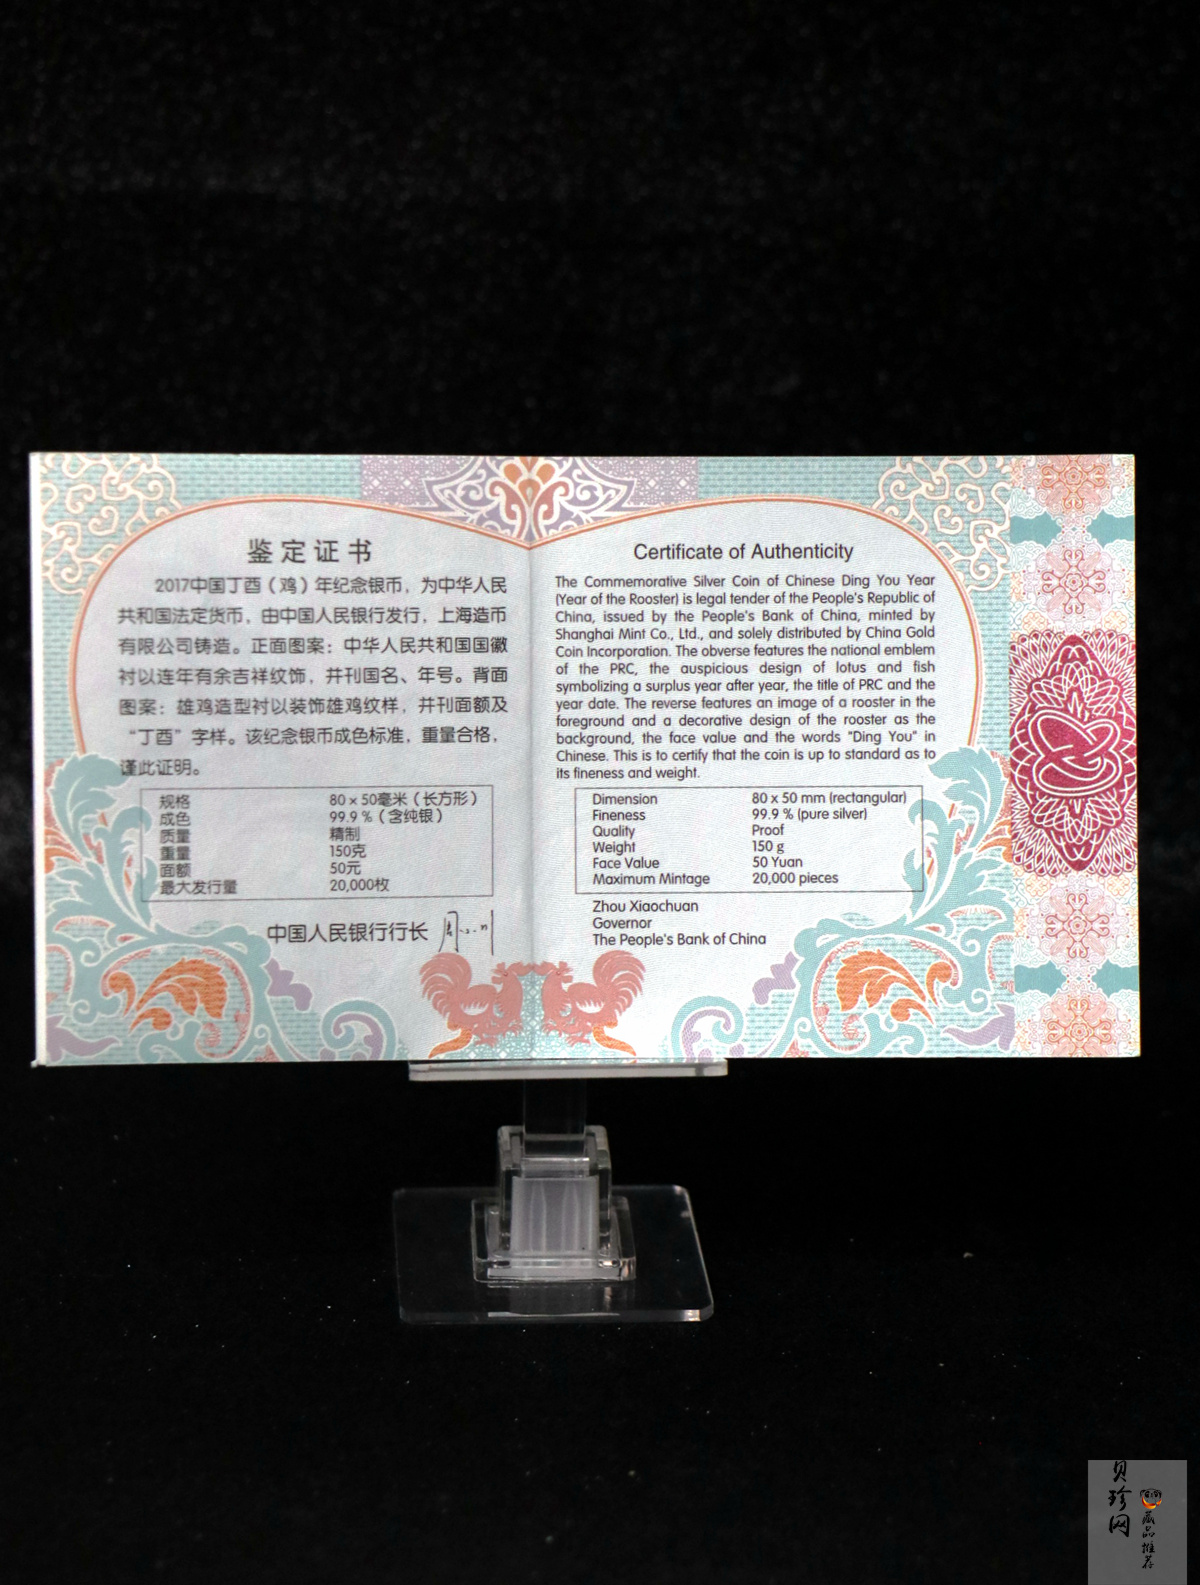 鉴定证书
2017中国丁酉（鸡）年纪念银币，为中华人民
共和国法定货币，由中国人民银行发行，上海造币
有限公司铸造。正面图案：中华人民共和国国徽
衬以连年有余吉祥纹饰，并刊国名、年号。背面
图案：雄鸡造型衬以装饰雄鸡纹样，并刊面额及
“丁酉”字样。该纪念银币成色标准，重量合格，
谨此证明。
规格 80×50毫米（长方形）
成色 99.9％（含纯银）
质量 精制
重量 150克
面额 50元
最大发行量 20,000枚
中国人民银行行长
Certificate of Authenticity
The Commemorative Silver Coin of Chinese Ding You Year
(Year of the Rooster) is legal tender of the People's Republic of
China, issued by the People's Bank of China, minted by
Shanghai Mint Co., Ltd., and solely distributed by China Gold
Coin Incorporation. The obverse features the national emblem
of the PRC, the auspicious design of lotus and fish
symbolizing a surplus year after year, the title of PRC and the
year date. The reverse features an image of a rooster in the
foreground and a decorative design of the rooster as the
background, the face value and the words "Ding You" in
Chinese. This is to certify that the coin is up to standard as to
its fineness and weight.
Dimension 80 x 50 mm (rectangular)
Fineness 99.9 % (pure silver)
Quality Proof
Weight 150 g
Face Value 50 Yuan
Maximum Mintage 20,000 pieces
Zhou Xiaochuan
Governor
The People's Bank of China
贝珍网
藏品推荐